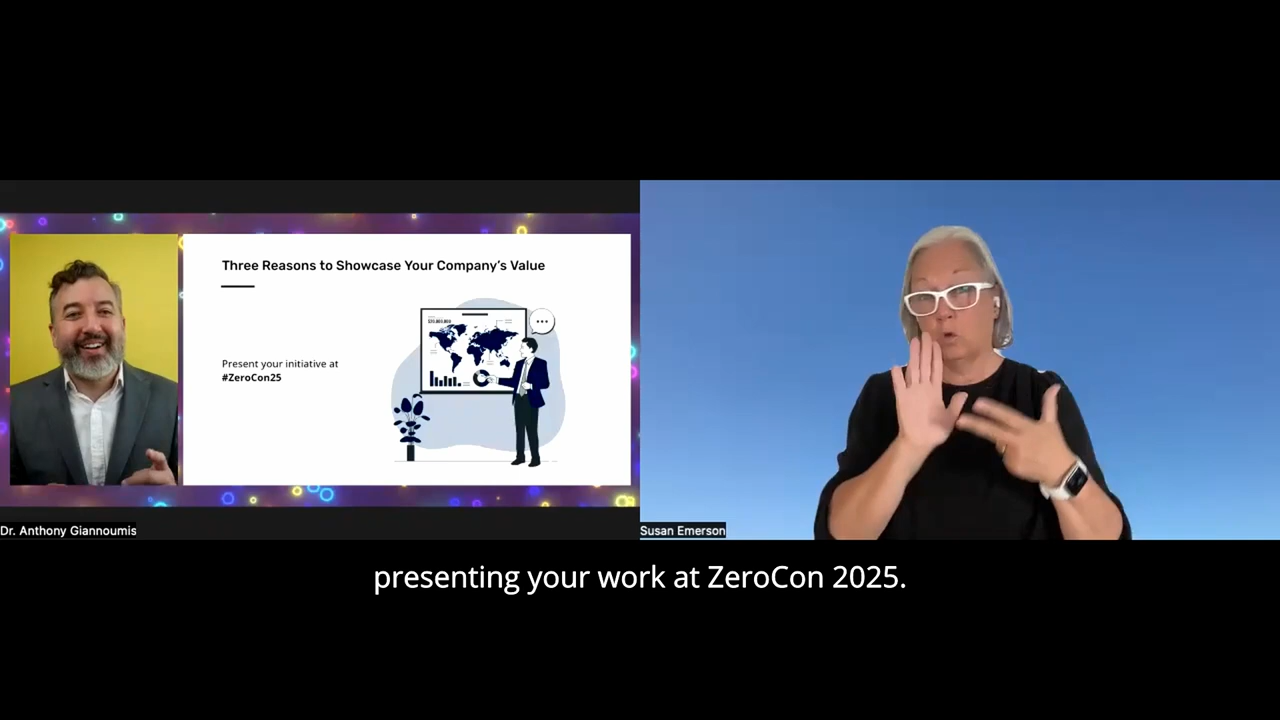 Three Reasons to Showcase Your Company's Value
Present your initiative at
#ZeroCon25
Dr. Anthony Giannoumis
Susan Emerson
presenting your work at ZeroCon 2025.